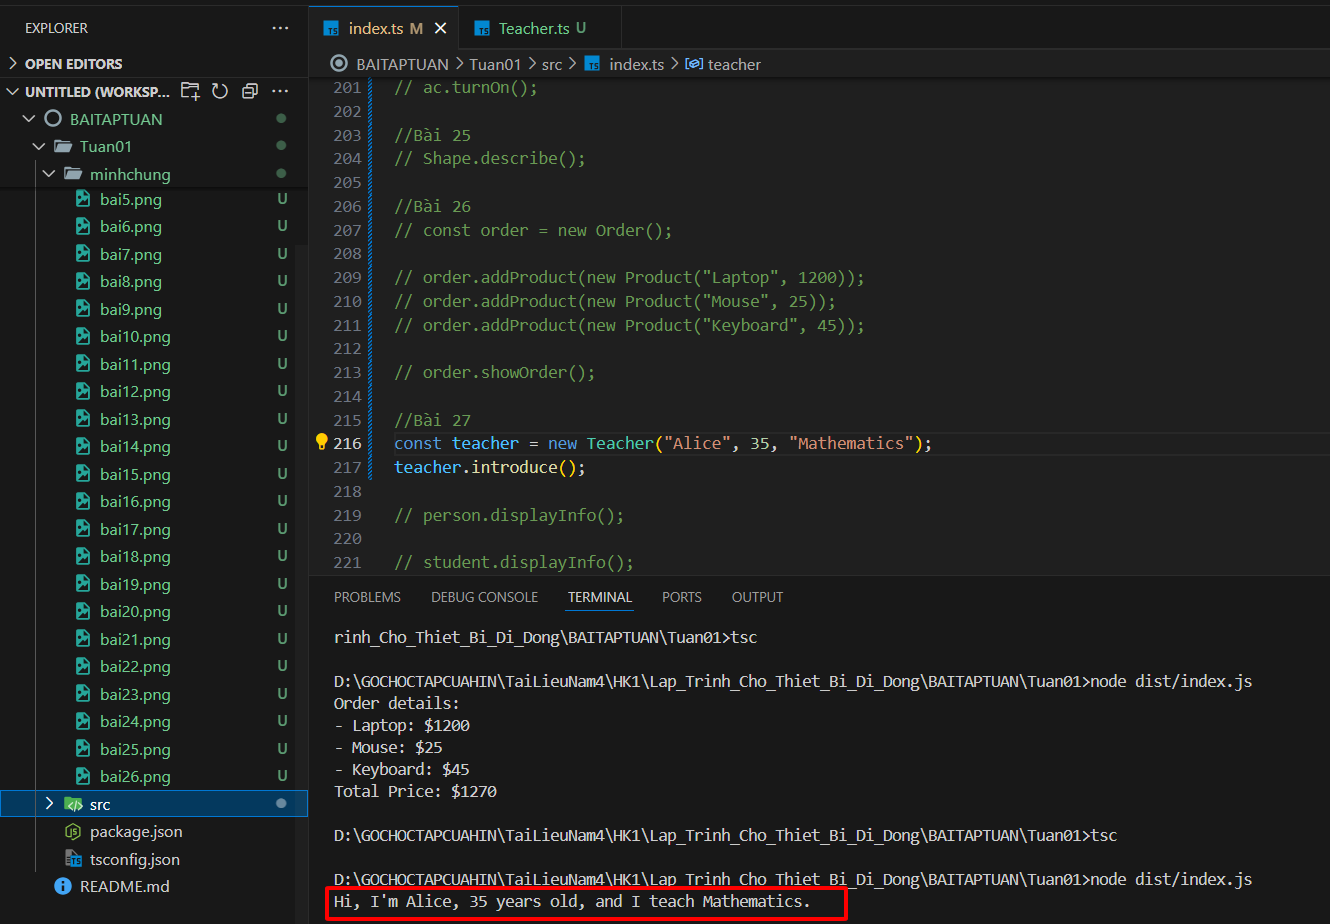 EXPLORER
···
OPEN EDITORS
UNTITLED (WORKSP...
···
BAITAPTUAN
Tuan01
minhchung
bai5.png U
bai6.png U
bai7.png U
bai8.png U
bai9.png U
bai10.png U
bai11.png U
bai12.png U
bai13.png U
bai14.png U
bai15.png U
bai16.png U
bai17.png U
bai18.png U
bai19.png U
bai20.png U
bai21.png U
bai22.png U
bai23.png U
bai24.png U
bai25.png U
bai26.png U
src
package.json
tsconfig.json
README.md
TS index.ts M
TS Teacher.ts U
BAITAPTUAN > Tuan01 > src > TS index.ts > teacher
201 // ac.turnOn();
202
203 //Bài 25
204 // Shape.describe();
205
206 //Bài 26
207 // const order = new Order();
208
209 // order.addProduct(new Product("Laptop", 1200));
210 // order.addProduct(new Product("Mouse", 25));
211 // order.addProduct(new Product("Keyboard", 45));
212
213 // order.showOrder();
214
215 //Bài 27
216 const teacher = new Teacher("Alice", 35, "Mathematics");
217 teacher.introduce();
218
219 // person.displayInfo();
220
221 // student.displayInfo();
PROBLEMS DEBUG CONSOLE TERMINAL PORTS OUTPUT
rinh_Cho_Thiet_Bi_Di_Dong\BAITAPTUAN\Tuan01>tsc
D:\GOCHOCTAPCUAHIN\TaiLieuNam4\HK1\Lap_Trinh_Cho_Thiet_Bi_Di_Dong\BAITAPTUAN\Tuan01>node dist/index.js
Order details:
- Laptop: $1200
- Mouse: $25
- Keyboard: $45
Total Price: $1270
D:\GOCHOCTAPCUAHIN\TaiLieuNam4\HK1\Lap_Trinh_Cho_Thiet_Bi_Di_Dong\BAITAPTUAN\Tuan01>tsc
D:\GOCHOCTAPCUAHIN\TaiLieuNam4\HK1\Lap_Trinh_Cho_Thiet_Bi_Di_Dong\BAITAPTUAN\Tuan01>node dist/index.js
Hi, I'm Alice, 35 years old, and I teach Mathematics.